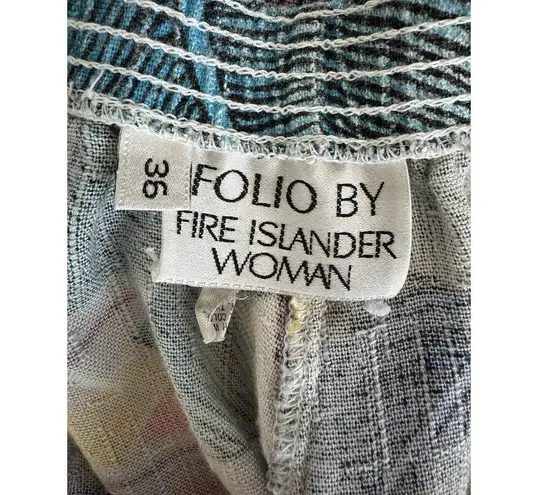 36
FOLIO BY
FIRE ISLANDER
WOMAN